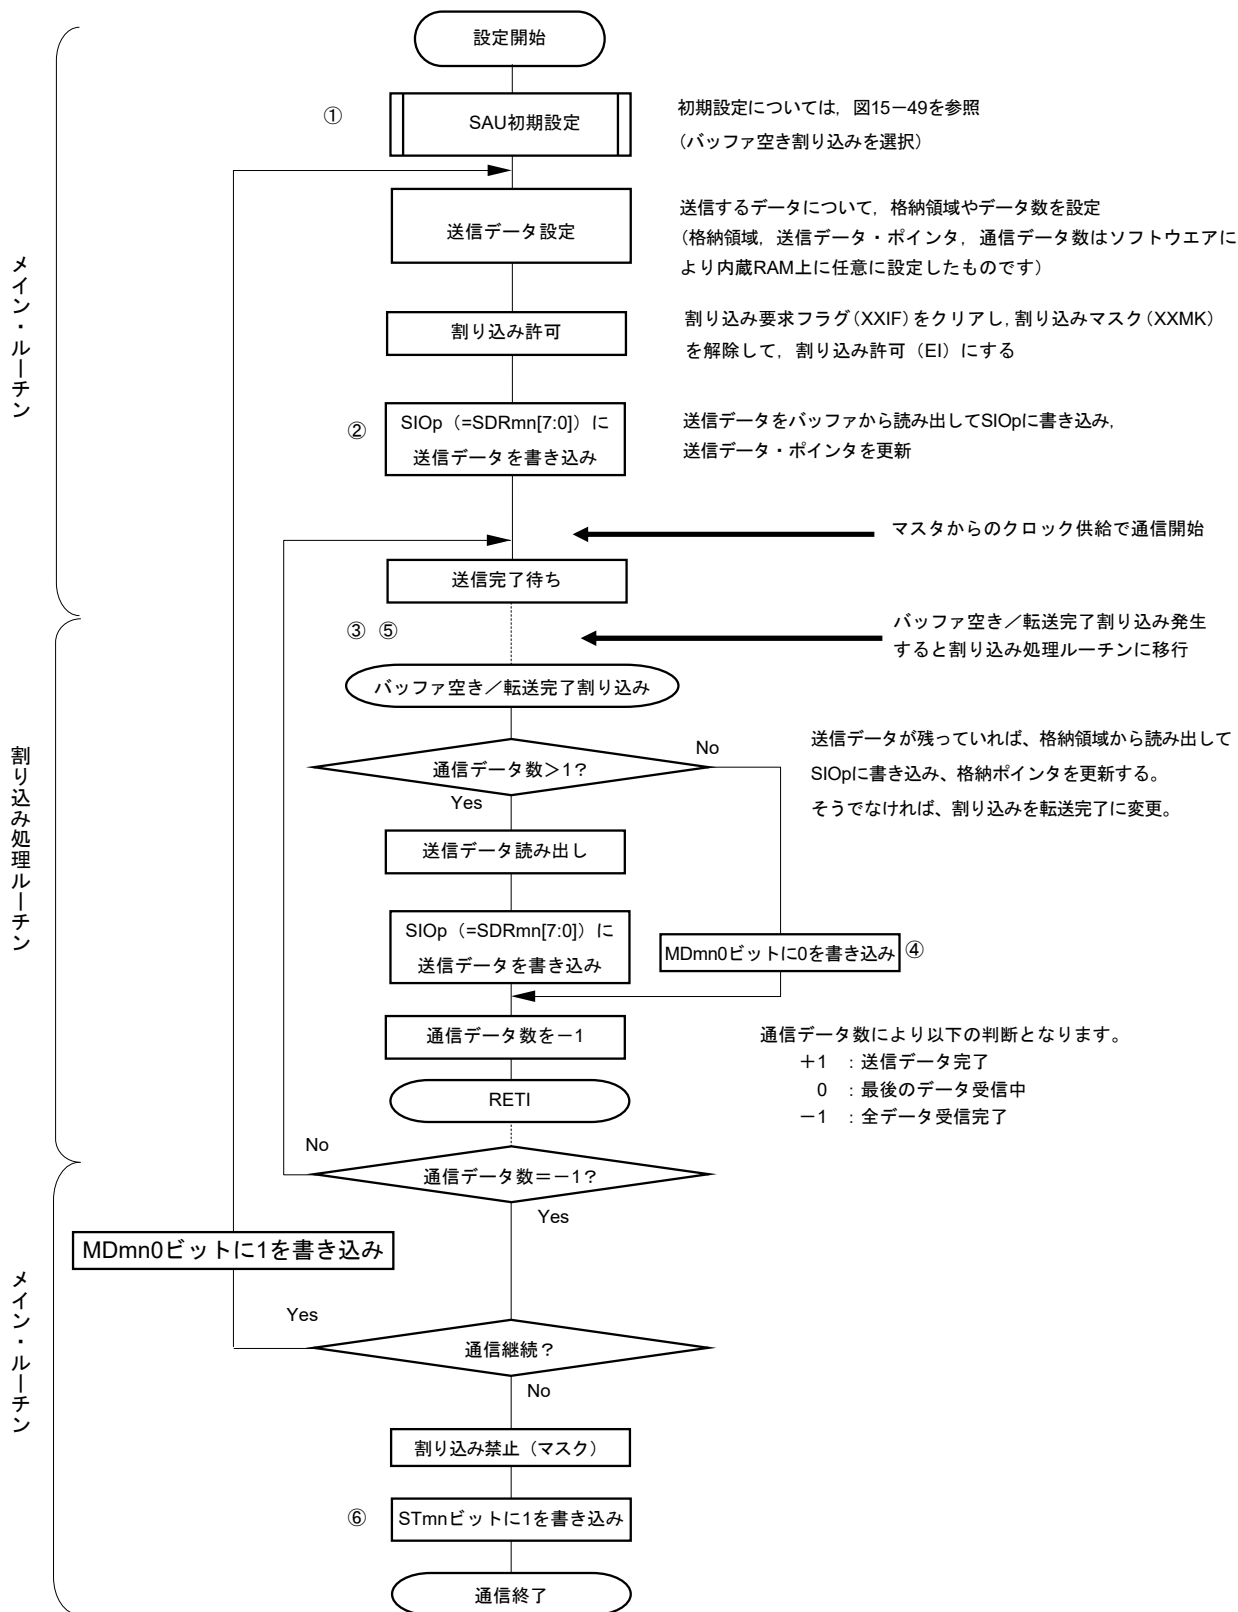 設定開始
①
SAU初期設定
初期設定については，図15－49を参照
（バッファ空き割り込みを選択）
送信データ設定
送信するデータについて，格納領域やデータ数を設定
（格納領域，送信データ・ポインタ，通信データ数はソフトウエアに
より内蔵RAM上に任意に設定したものです）
メイン・ルーチン
割り込み許可
割り込み要求フラグ（XXIF）をクリアし，割り込みマスク（XXMK）
を解除して，割り込み許可（EI）にする
②
SIOp（=SDRmn[7:0]）に
送信データを書き込み
送信データをバッファから読み出してSIOpに書き込み，
送信データ・ポインタを更新
マスタからのクロック供給で通信開始
送信完了待ち
③ ⑤
バッファ空き／転送完了割り込み発生
すると割り込み処理ルーチンに移行
バッファ空き／転送完了割り込み
割り込み処理ルーチン
通信データ数＞1？
No
Yes
送信データが残っていれば、格納領域から読み出して
SIOpに書き込み、格納ポインタを更新する。
そうでなければ、割り込みを転送完了に変更。
送信データ読み出し
SIOp（=SDRmn[7:0]）に
送信データを書き込み
MDmn0ビットに0を書き込み
④
通信データ数を－1
通信データ数により以下の判断となります。
＋1 ：送信データ完了
0 ：最後のデータ受信中
－1 ：全データ受信完了
RETI
No
通信データ数＝－1？
Yes
MDmn0ビットに1を書き込み
メイン・ルーチン
Yes
通信継続？
No
割り込み禁止（マスク）
⑥
STmnビットに1を書き込み
通信終了